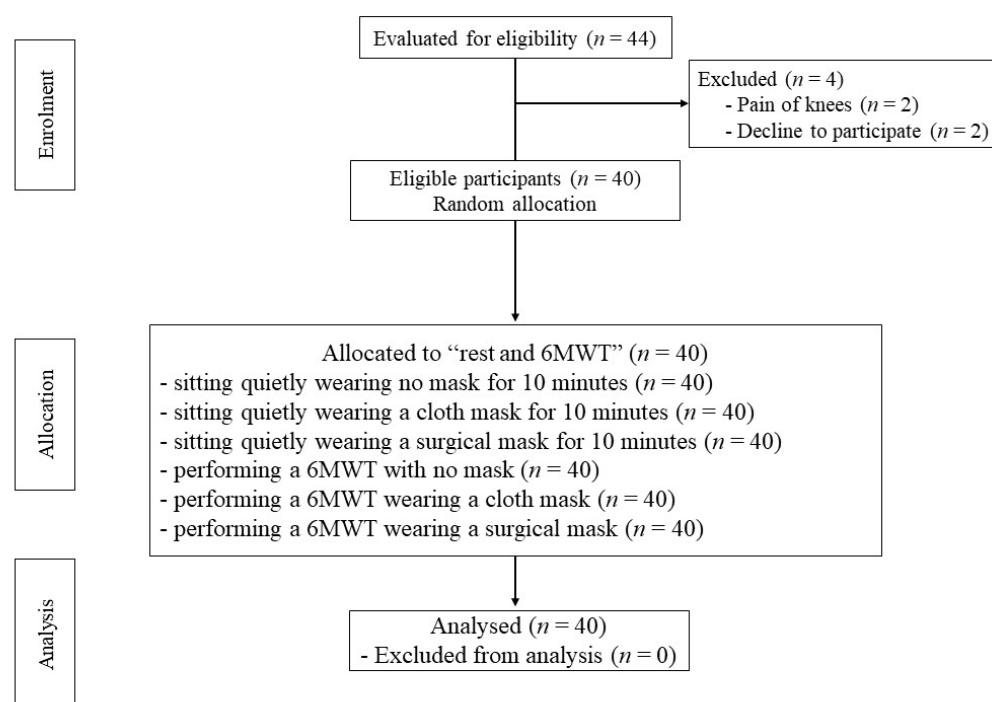 Evaluated for eligibility (n = 44)
Enrolment
Excluded (n = 4)
- Pain of knees (n = 2)
- Decline to participate (n = 2)
Eligible participants (n = 40)
Random allocation
Allocation
Allocated to “rest and 6MWT” (n = 40)
- sitting quietly wearing no mask for 10 minutes (n = 40)
- sitting quietly wearing a cloth mask for 10 minutes (n = 40)
- sitting quietly wearing a surgical mask for 10 minutes (n = 40)
- performing a 6MWT with no mask (n = 40)
- performing a 6MWT wearing a cloth mask (n = 40)
- performing a 6MWT wearing a surgical mask (n = 40)
Analysis
Analysed (n = 40)
- Excluded from analysis (n = 0)